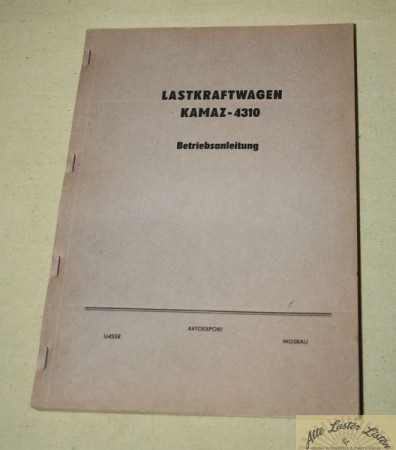 LASTKRAFTWAGEN
KAMAZ-4310
Betriebsanleitung
AVTOEXPORT
UdSSR
MOSKAU
Alte Laster Listen